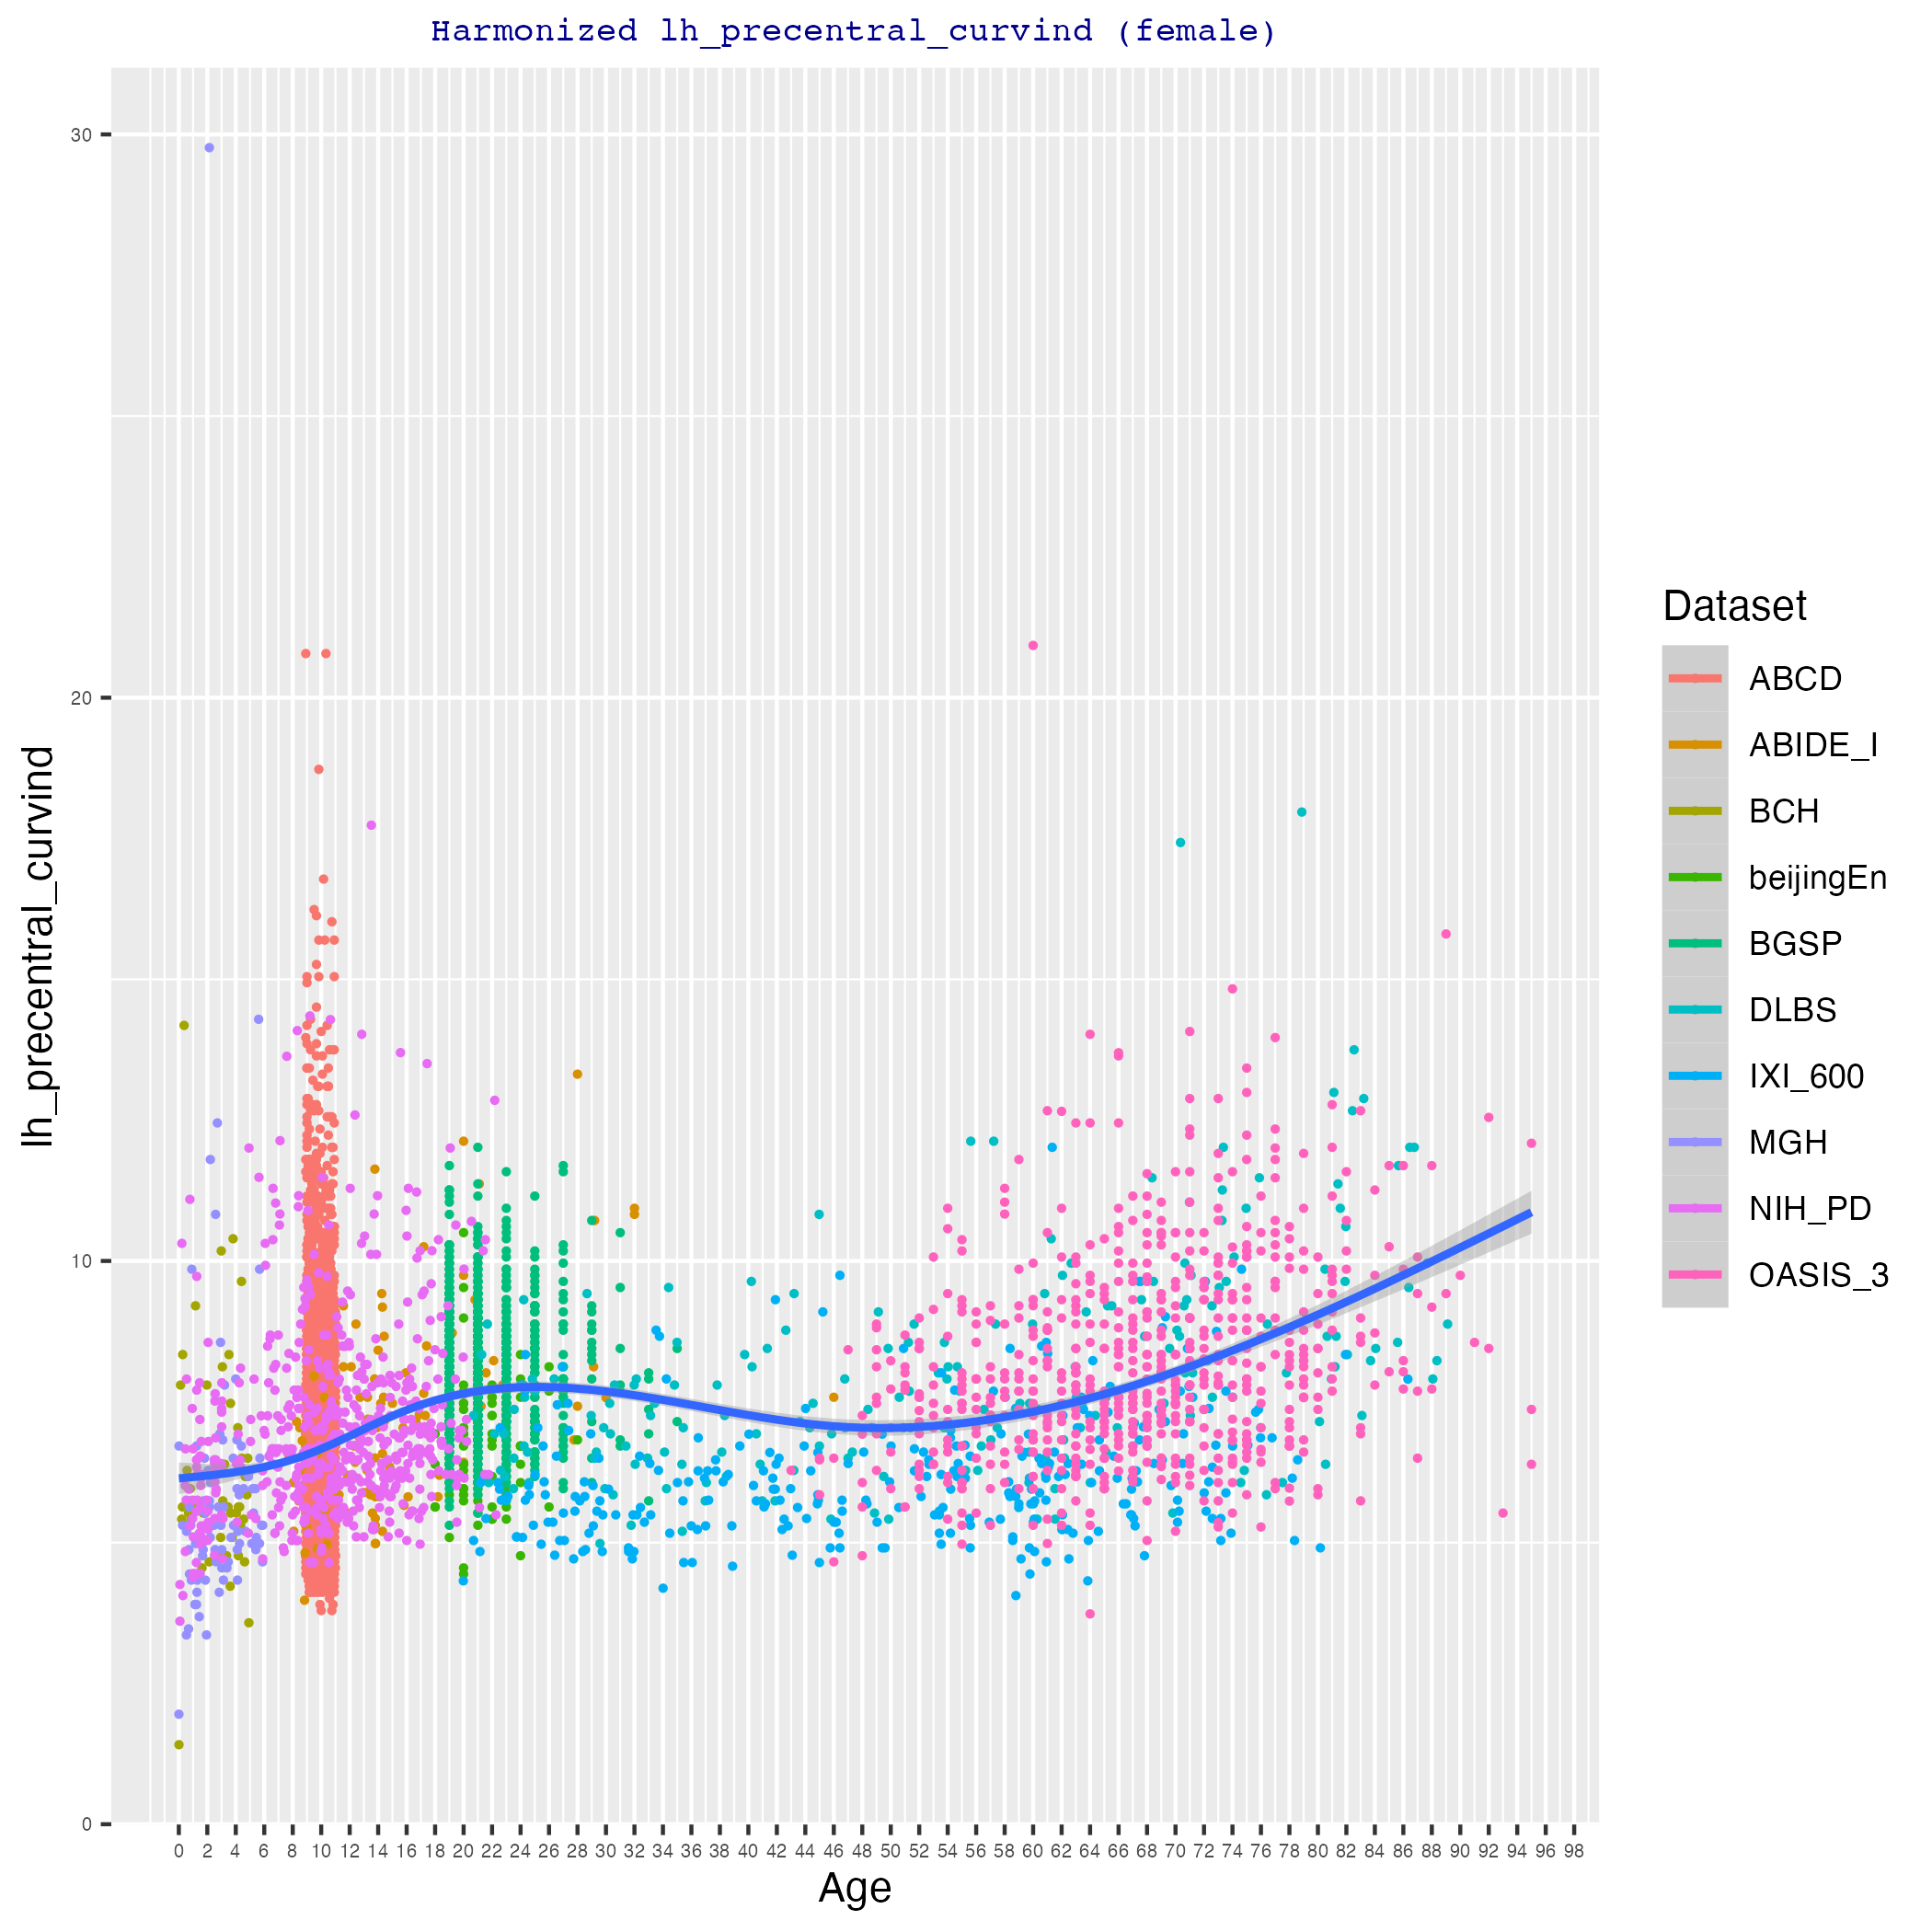 Harmonized lh_precentral_curvind (female)
lh_precentral_curvind
30
20
10
0
0 2 4 6 8 10 12 14 16 18 20 22 24 26 28 30 32 34 36 38 40 42 44 46 48 50 52 54 56 58 60 62 64 66 68 70 72 74 76 78 80 82 84 86 88 90 92 94 96 98
Age
Dataset
ABCD
ABIDE_I
BCH
beijingEn
BGSP
DLBS
IXI_600
MGH
NIH_PD
OASIS_3